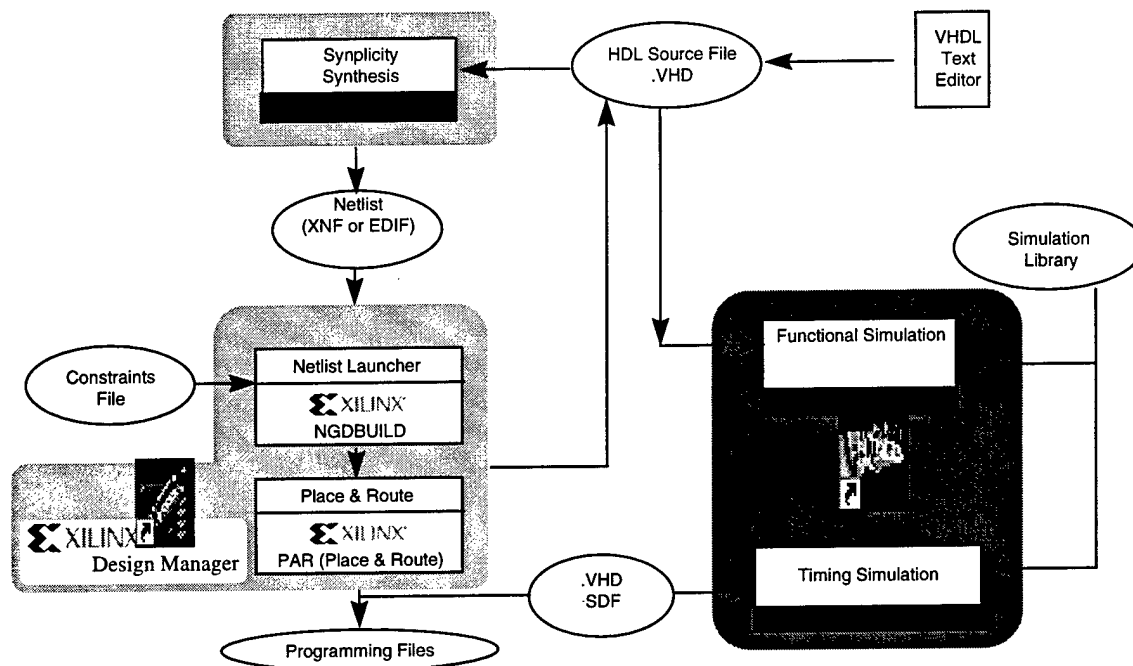 Synplicity
Synthesis
HDL Source File
.VHD
VHDL
Text
Editor
Netlist
(XNF or EDIF)
Simulation
Library
Functional Simulation
Constraints
File
Netlist Launcher
XILINX
NGDBUILD
Place & Route
XILINX
PAR (Place & Route)
XILINX
Design Manager
.VHD
.SDF
Timing Simulation
Programming Files